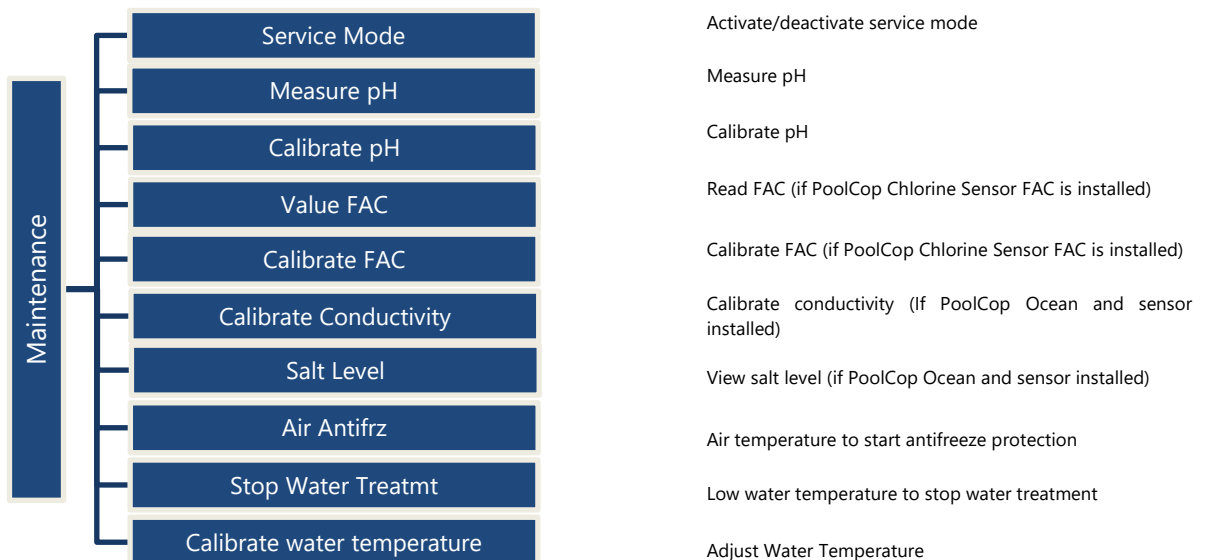 Maintenance
Service Mode
Activate/deactivate service mode
Measure pH
Measure pH
Calibrate pH
Calibrate pH
Value FAC
Read FAC (if PoolCop Chlorine Sensor FAC is installed)
Calibrate FAC
Calibrate FAC (if PoolCop Chlorine Sensor FAC is installed)
Calibrate Conductivity
Calibrate conductivity (If PoolCop Ocean and sensor
installed)
Salt Level
View salt level (if PoolCop Ocean and sensor installed)
Air Antifrz
Air temperature to start antifreeze protection
Stop Water Treatmt
Low water temperature to stop water treatment
Calibrate water temperature
Adjust Water Temperature